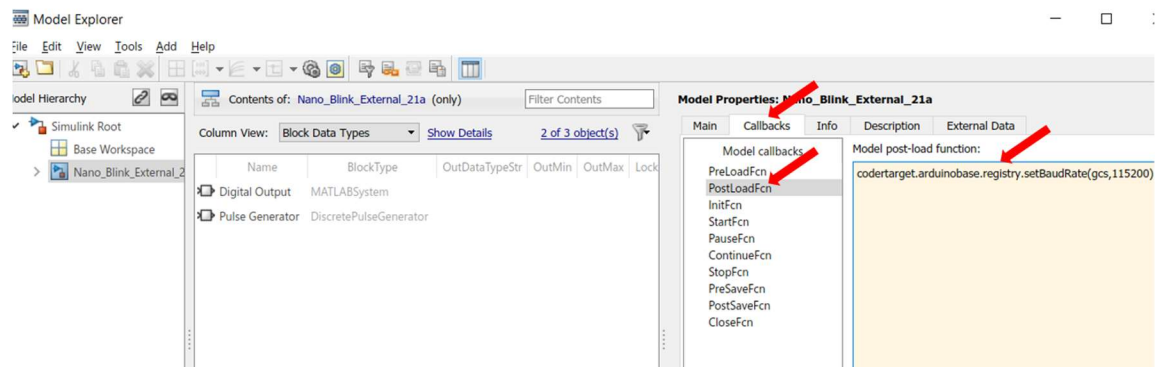 Model Explorer
File Edit View Tools Add Help
Model Hierarchy
Simulink Root
Base Workspace
Nano_Blink_External_2
Contents of: Nano_Blink_External_21a (only)
Filter Contents
Column View: Block Data Types Show Details 2 of 3 object(s)
Name BlockType OutDataTypeStr OutMin OutMax Lock
Digital Output MATLABSystem
Pulse Generator DiscretePulseGenerator
Model Properties: Nano_Blink_External_21a
Main Callbacks Info Description External Data
Model callbacks
PreLoadFcn
PostLoadFcn
InitFcn
StartFcn
PauseFcn
ContinueFcn
StopFcn
PreSaveFcn
PostSaveFcn
CloseFcn
Model post-load function:
codertarget.arduinobase.registry.setBaudRate(gcs,115200)